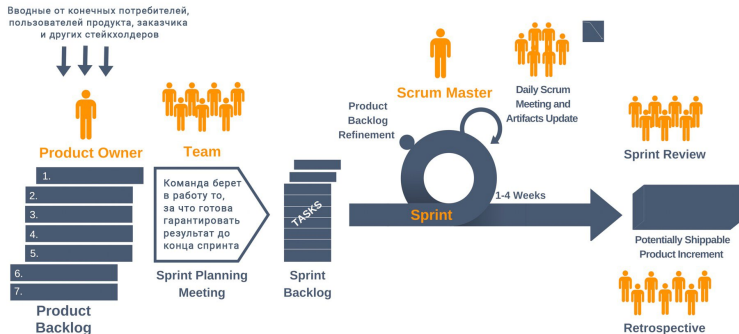 Вводные от конечных потребителей,
пользователей продукта, заказчика
и других стейкхолдеров
Product Owner
Team
1.
2.
3.
4.
5.
6.
7.
Product
Backlog
Команда берет
в работу то,
за что готова
гарантировать
результат до
конца спринта
Sprint Planning
Meeting
TASKS
Sprint
Backlog
Scrum Master
Product
Backlog
Refinement
Daily Scrum
Meeting and
Artifacts Update
Sprint
1-4 Weeks
Sprint Review
Potentially Shippable
Product Increment
Retrospective